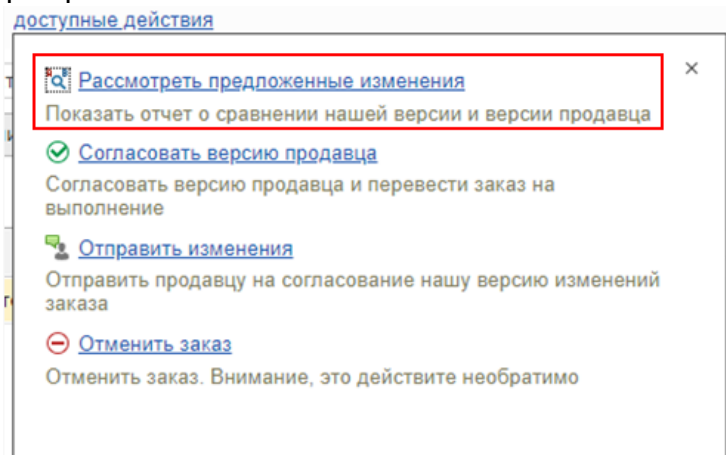 доступные действия
Рассмотреть предложенные изменения
Показать отчет о сравнении нашей версии и версии продавца
Согласовать версию продавца
Согласовать версию продавца и перевести заказ на
выполнение
Отправить изменения
Отправить продавцу на согласование нашу версию изменений
заказа
Отменить заказ
Отменить заказ. Внимание, это действите необратимо